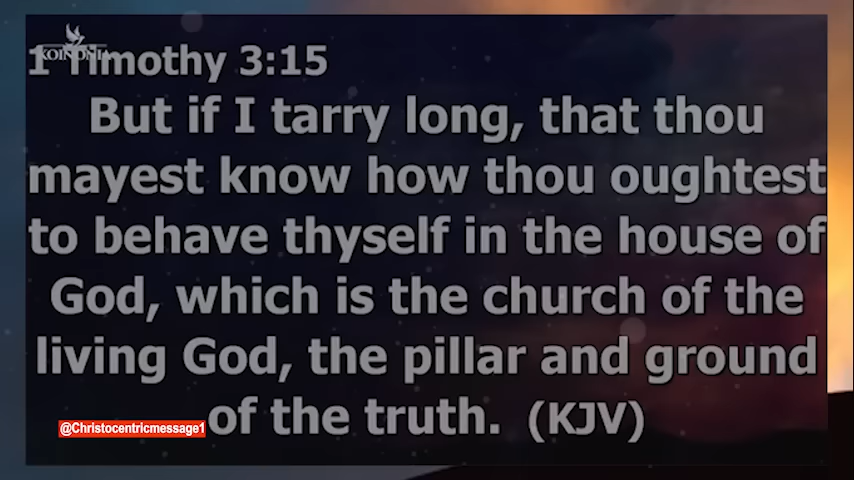 KOINONIA
1 Timothy 3:15
But if I tarry long, that thou
mayest know how thou oughtest
to behave thyself in the house of
God, which is the church of the
living God, the pillar and ground
of the truth. (KJV)
@Christocentricmessage1